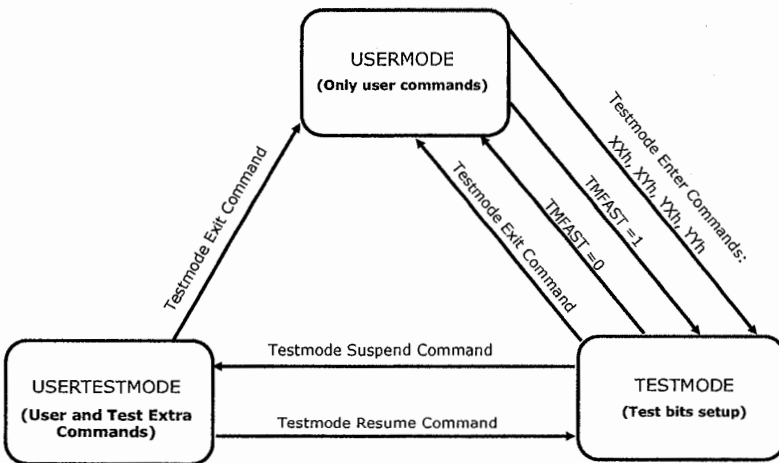 USERMODE
(Only user commands)
Testmode Enter Commands:
XXh, XYh, YXh, YYh
TMFAST =1
TMFAST =0
Testmode Exit Command
Testmode Exit Command
Testmode Suspend Command
USERTESTMODE
(User and Test Extra
Commands)
Testmode Resume Command
TESTMODE
(Test bits setup)